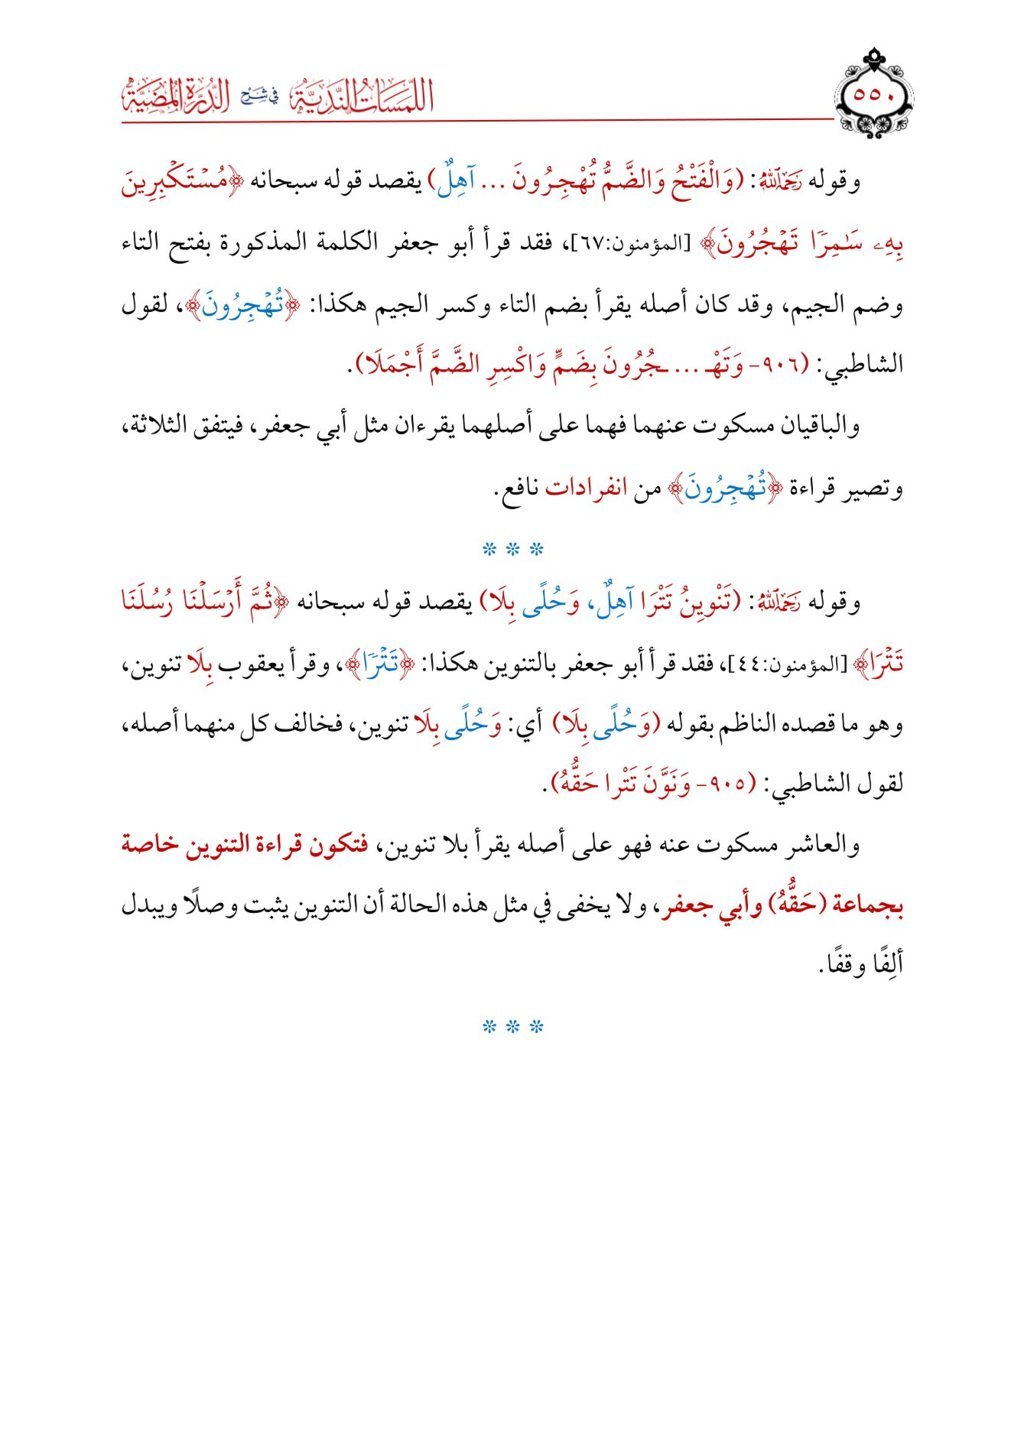 ٥٥٠
اللمسات الندية في شرح الدرة المضية
وقوله رَحِمَهُ ٱللَّهُ: (وَالْفَتْحُ وَالضَّمُّ تُهْجِرُونَ ... آهِلٌ) يقصد قوله سبحانه ﴿مُسۡتَكۡبِرِينَ
بِهِۦ سَٰمِرٗا تَهۡجُرُونَ﴾ [المؤمنون:٦٧]، فقد قرأ أبو جعفر الكلمة المذكورة بفتح التاء
وضم الجيم، وقد كان أصله يقرأ بضم التاء وكسر الجيم هكذا: ﴿تُهۡجِرُونَ﴾، لقول
الشاطبي: (٩٠٦- وَتَهْـ ... ـجُرُونَ بِضَمٍّ وَاكْسِرِ الضَّمَّ أَجْمَلَا).
والباقيان مسكوت عنهما فهما على أصلهما يقرءان مثل أبي جعفر، فيتفق الثلاثة،
وتصير قراءة ﴿تُهۡجِرُونَ﴾ من انفرادات نافع.
* * *
وقوله رَحِمَهُ ٱللَّهُ: (تَنْوِينُ تَتْرَا آهِلٌ، وَحُلًى بِلَا) يقصد قوله سبحانه ﴿ثُمَّ أَرۡسَلۡنَا رُسُلَنَا
تَتۡرَا﴾ [المؤمنون:٤٤]، فقد قرأ أبو جعفر بالتنوين هكذا: ﴿تَتۡرٗا﴾، وقرأ يعقوب بِلَا تنوين،
وهو ما قصده الناظم بقوله (وَحُلًى بِلَا) أي: وَحُلًى بِلَا تنوين، فخالف كل منهما أصله،
لقول الشاطبي: (٩٠٥- وَنَوَّنَ تَتْرا حَقُّهُ).
والعاشر مسكوت عنه فهو على أصله يقرأ بلا تنوين، فتكون قراءة التنوين خاصة
بجماعة (حَقُّهُ) وأبي جعفر، ولا يخفى في مثل هذه الحالة أن التنوين يثبت وصلًا ويبدل
ألِفًا وقفًا.
* * *